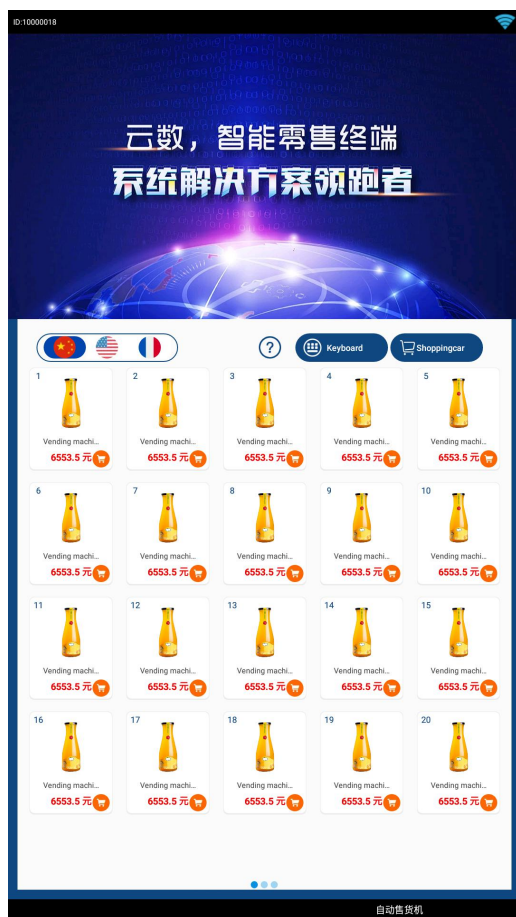 ID:10000018
云数，智能零售终端
系统解决方案领跑者
?
Keyboard
Shoppingcar
1
2
3
4
5
Vending machi...
Vending machi...
Vending machi...
Vending machi...
Vending machi...
6553.5 元
6553.5 元
6553.5 元
6553.5 元
6553.5 元
6
7
8
9
10
Vending machi...
Vending machi...
Vending machi...
Vending machi...
Vending machi...
6553.5 元
6553.5 元
6553.5 元
6553.5 元
6553.5 元
11
12
13
14
15
Vending machi...
Vending machi...
Vending machi...
Vending machi...
Vending machi...
6553.5 元
6553.5 元
6553.5 元
6553.5 元
6553.5 元
16
17
18
19
20
Vending machi...
Vending machi...
Vending machi...
Vending machi...
Vending machi...
6553.5 元
6553.5 元
6553.5 元
6553.5 元
6553.5 元
自动售货机